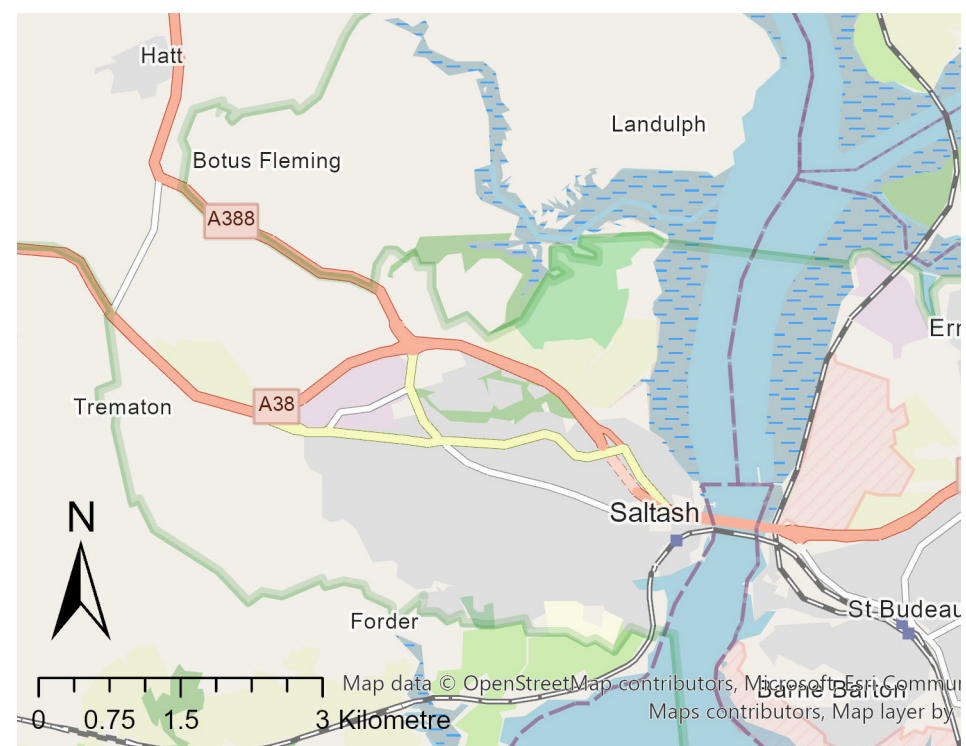 Hatt
Landulph
Botus Fleming
A388
Ern
Trematon
A38
N
Saltash
St Budeau
Forder
Map data © OpenStreetMap contributors, Microsoft, Esri Commun
Barne Barton
0 0.75 1.5 3 Kilometre
Maps contributors, Map layer by